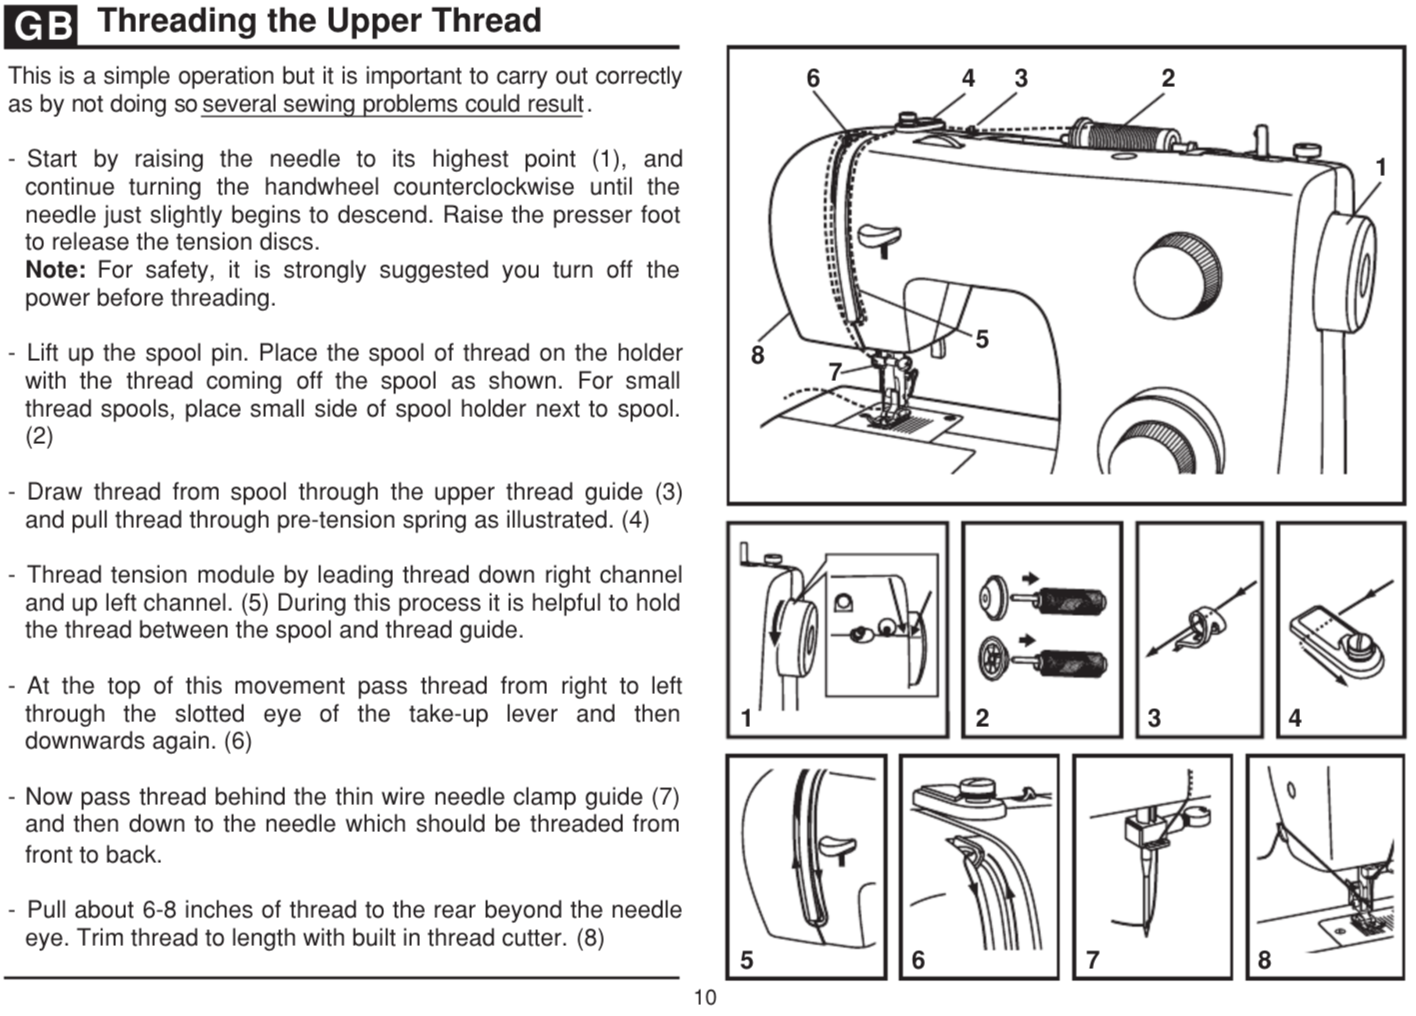 GB Threading the Upper Thread
This is a simple operation but it is important to carry out correctly
as by not doing so several sewing problems could result.
- Start by raising the needle to its highest point (1), and
continue turning the handwheel counterclockwise until the
needle just slightly begins to descend. Raise the presser foot
to release the tension discs.
Note: For safety, it is strongly suggested you turn off the
power before threading.
- Lift up the spool pin. Place the spool of thread on the holder
with the thread coming off the spool as shown. For small
thread spools, place small side of spool holder next to spool.
(2)
- Draw thread from spool through the upper thread guide (3)
and pull thread through pre-tension spring as illustrated. (4)
- Thread tension module by leading thread down right channel
and up left channel. (5) During this process it is helpful to hold
the thread between the spool and thread guide.
- At the top of this movement pass thread from right to left
through the slotted eye of the take-up lever and then
downwards again. (6)
- Now pass thread behind the thin wire needle clamp guide (7)
and then down to the needle which should be threaded from
front to back.
- Pull about 6-8 inches of thread to the rear beyond the needle
eye. Trim thread to length with built in thread cutter. (8)
6 4 3 2
1
5
8
7
1 2 3 4
5 6 7 8
10